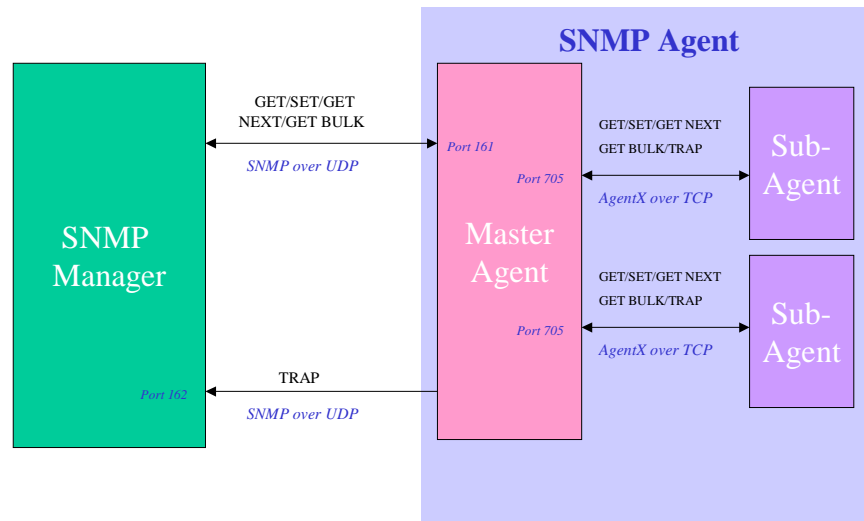 SNMP Agent
GET/SET/GET
NEXT/GET BULK
SNMP over UDP
Port 161
SNMP
Manager
TRAP
SNMP over UDP
Port 162
Master
Agent
Port 705
GET/SET/GET NEXT
GET BULK/TRAP
AgentX over TCP
Sub-
Agent
Port 705
GET/SET/GET NEXT
GET BULK/TRAP
AgentX over TCP
Sub-
Agent